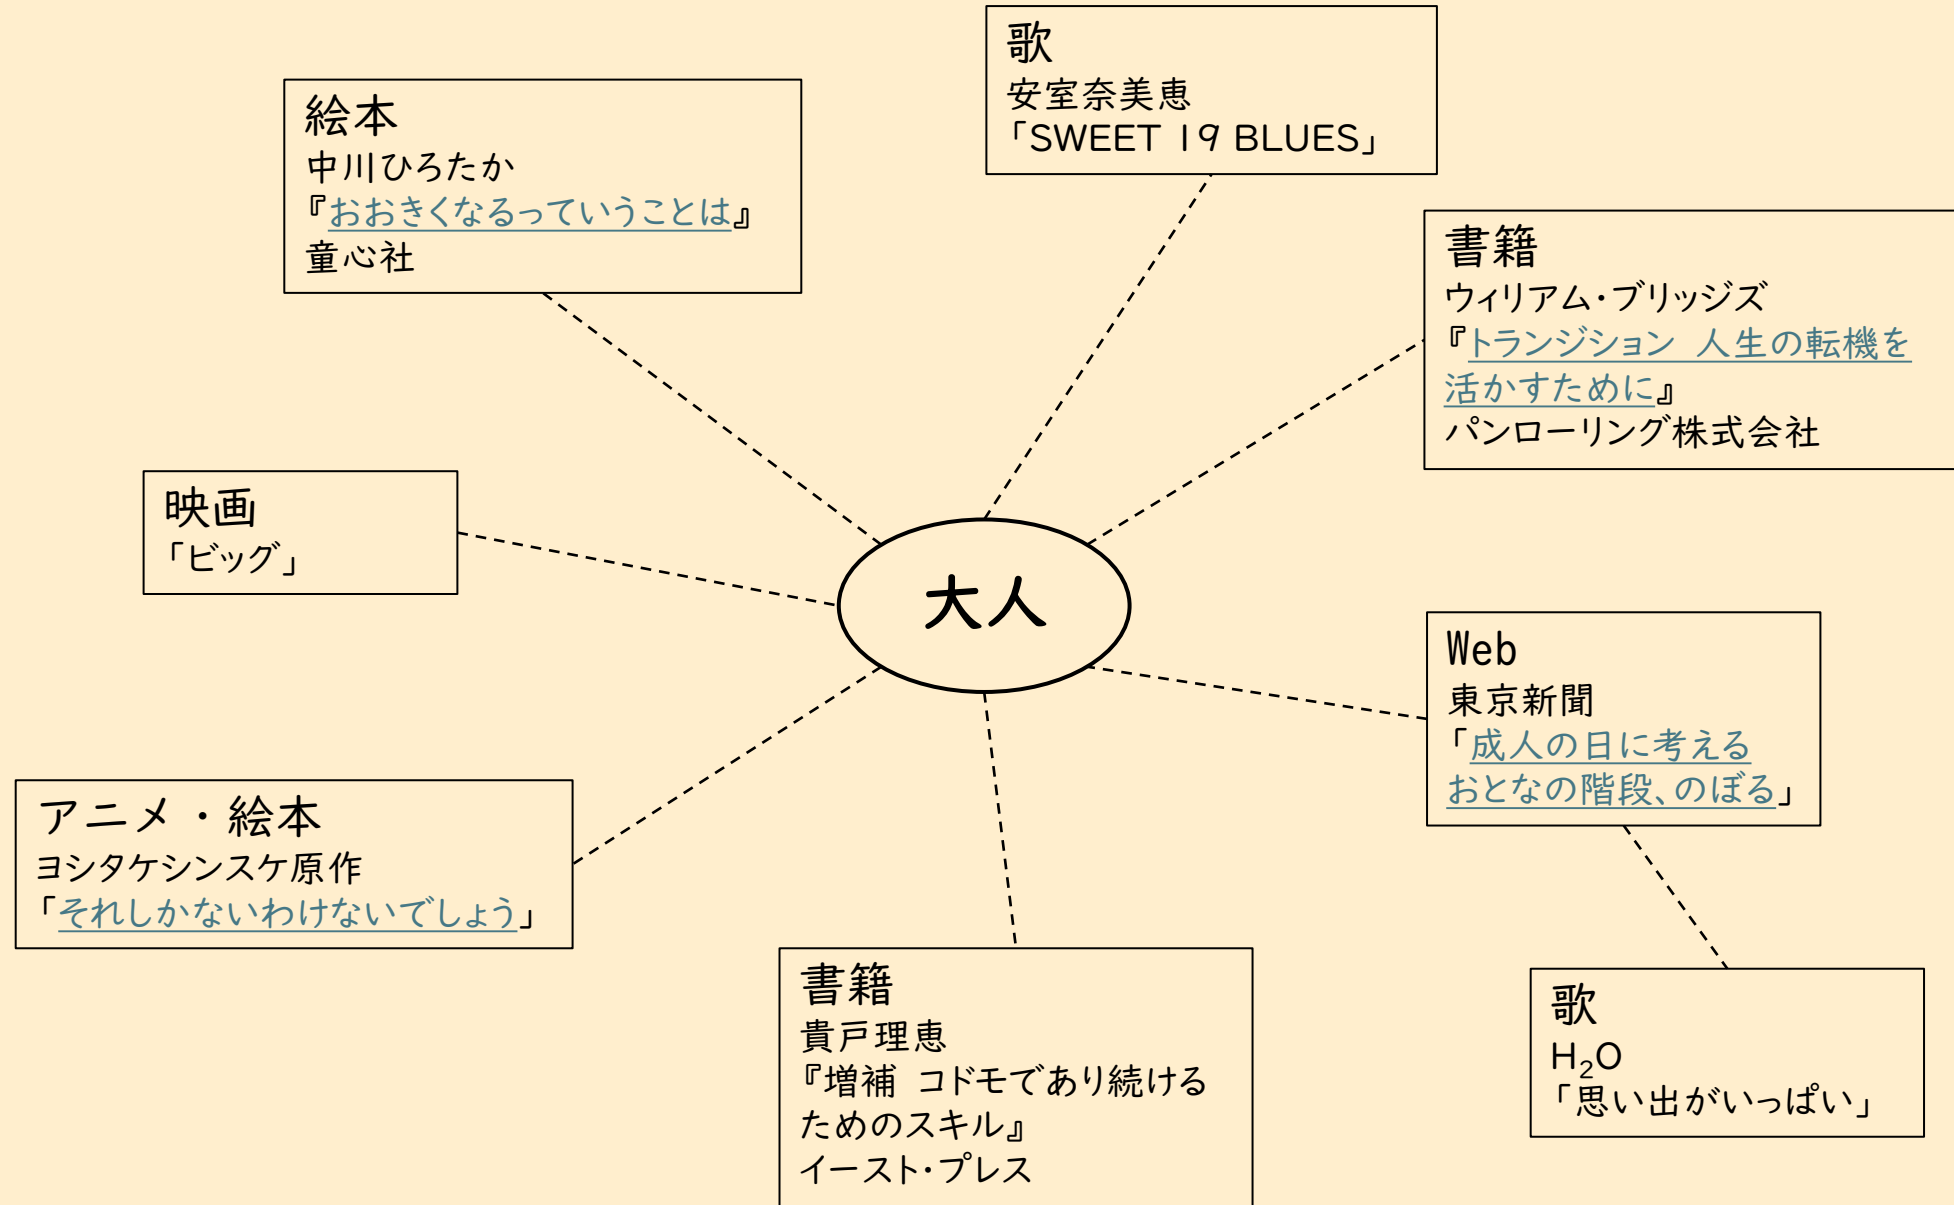 歌
安室奈美恵
「SWEET 19 BLUES」
絵本
中川ひろたか
『おおきくなるっていうことは』
童心社
書籍
ウィリアム・ブリッジズ
『トランジション 人生の転機を
活かすために』
パンローリング株式会社
映画
「ビッグ」
大人
Web
東京新聞
「成人の日に考える
おとなの階段、のぼる」
アニメ・絵本
ヨシタケシンスケ原作
「それしかないわけないでしょう」
書籍
貴戸理恵
『増補 コドモであり続ける
ためのスキル』
イースト・プレス
歌
H₂O
「思い出がいっぱい」